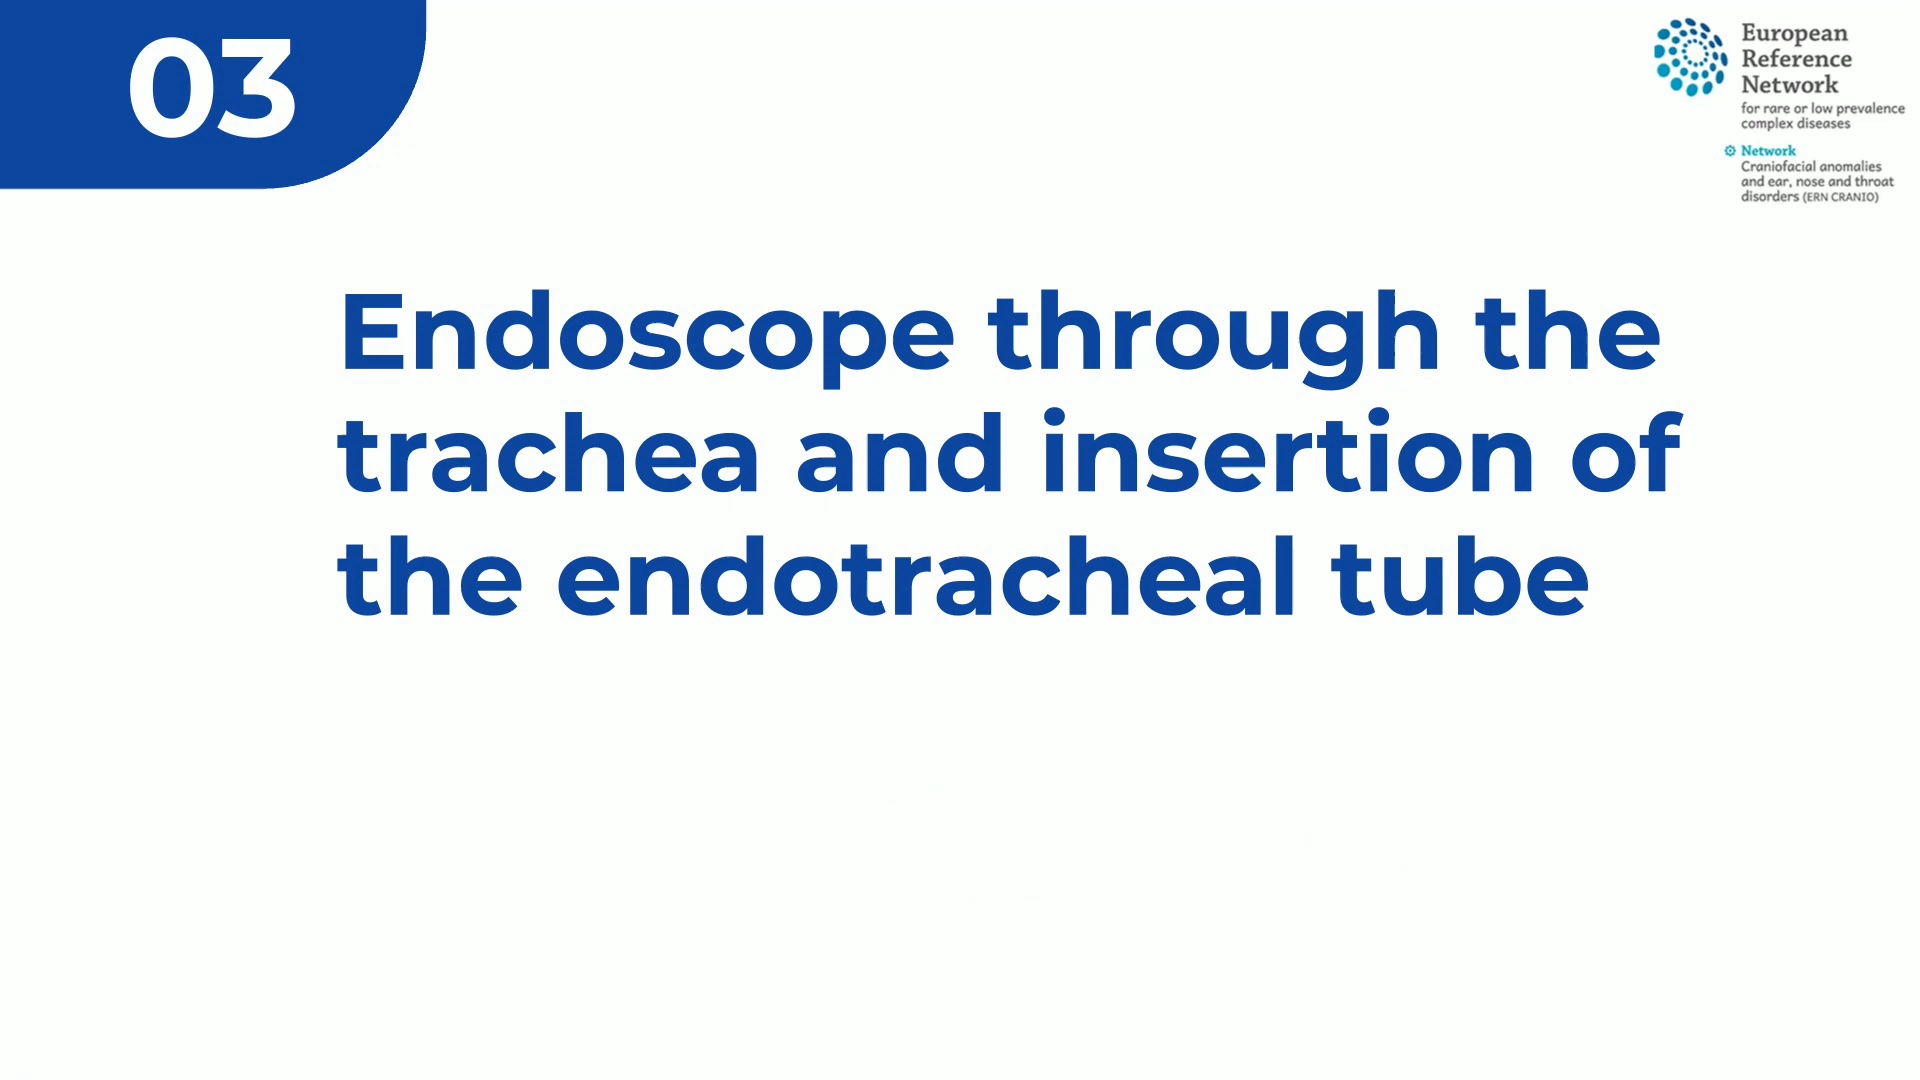 03
European
Reference
Network
for rare or low prevalence
complex diseases
Network
Craniofacial anomalies
and ear, nose and throat
disorders (ERN CRANIO)
Endoscope through the
trachea and insertion of
the endotracheal tube